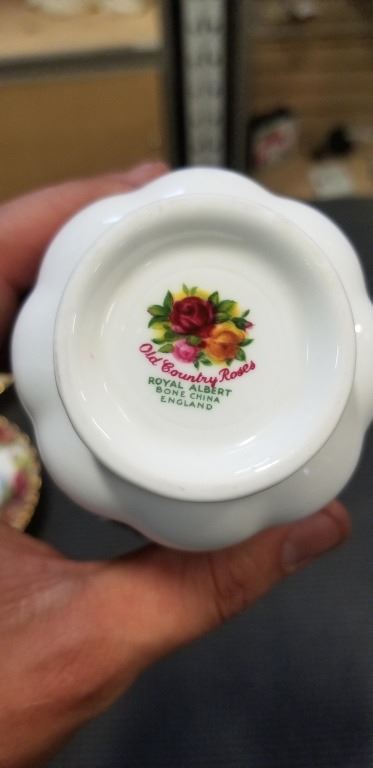 Old Country Roses
ROYAL ALBERT
BONE CHINA
ENGLAND